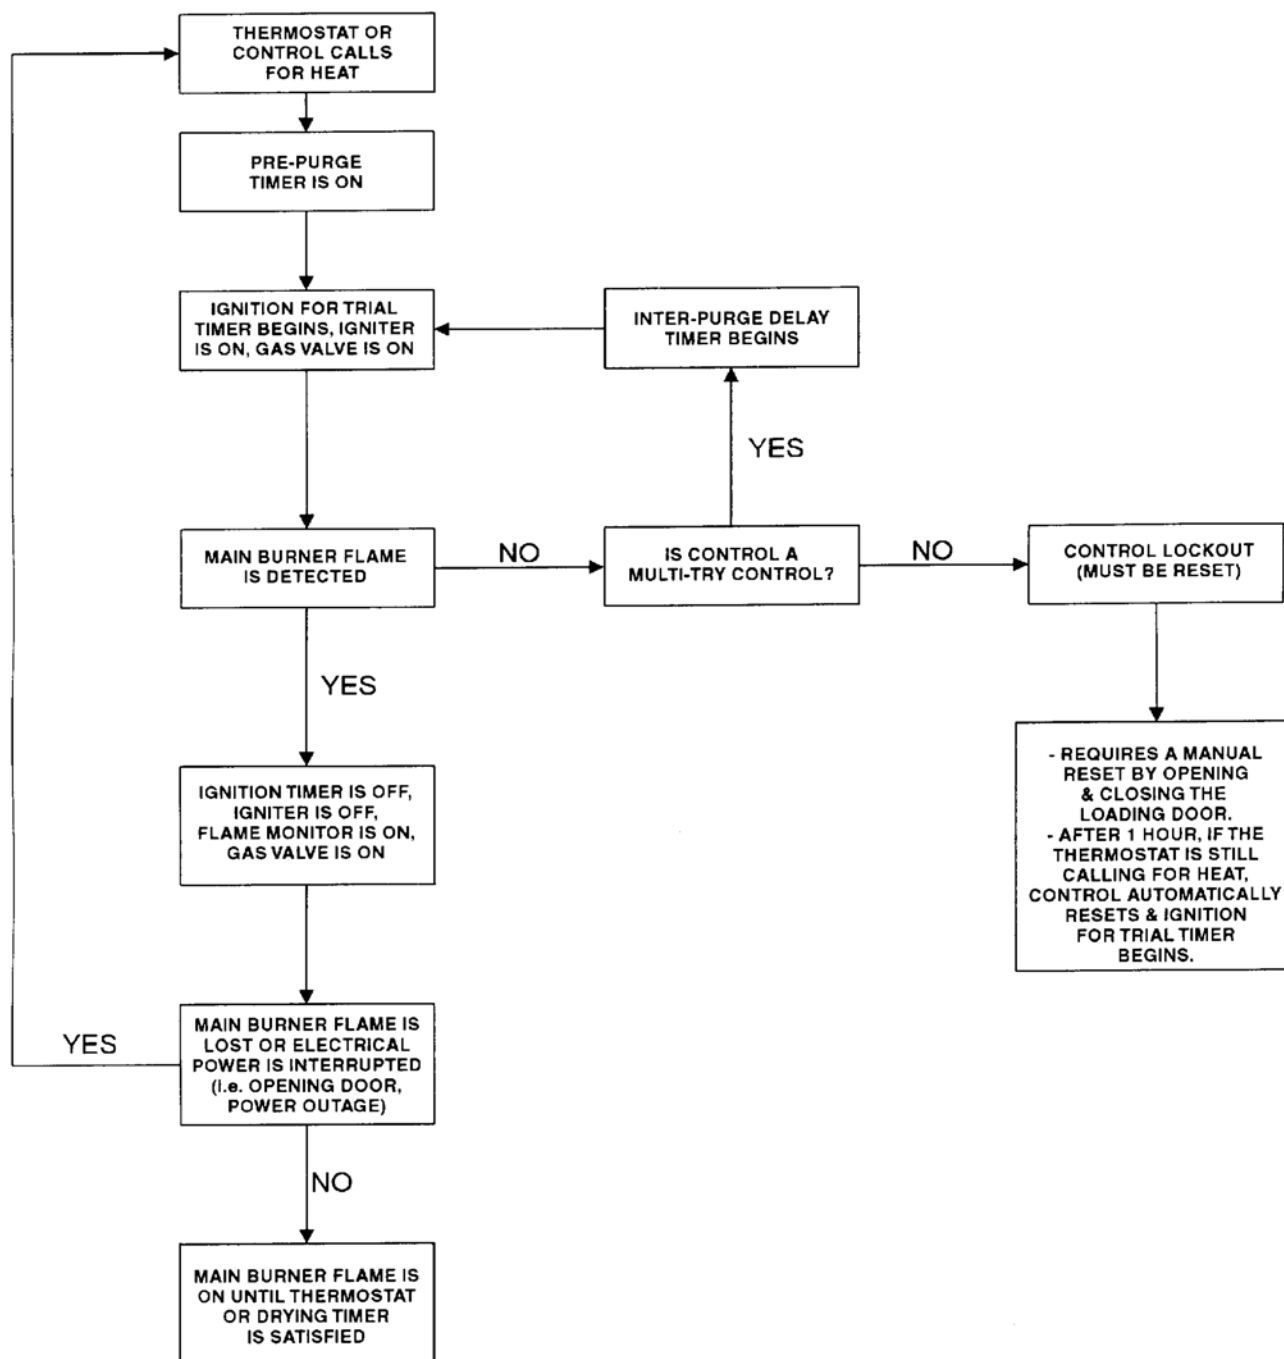 THERMOSTAT OR
CONTROL CALLS
FOR HEAT
PRE-PURGE
TIMER IS ON
IGNITION FOR TRIAL
TIMER BEGINS, IGNITER
IS ON, GAS VALVE IS ON
INTER-PURGE DELAY
TIMER BEGINS
YES
MAIN BURNER FLAME
IS DETECTED
NO
IS CONTROL A
MULTI-TRY CONTROL?
NO
CONTROL LOCKOUT
(MUST BE RESET)
YES
- REQUIRES A MANUAL
RESET BY OPENING
& CLOSING THE
LOADING DOOR.
- AFTER 1 HOUR, IF THE
THERMOSTAT IS STILL
CALLING FOR HEAT,
CONTROL AUTOMATICALLY
RESETS & IGNITION
FOR TRIAL TIMER
BEGINS.
IGNITION TIMER IS OFF,
IGNITER IS OFF,
FLAME MONITOR IS ON,
GAS VALVE IS ON
YES
MAIN BURNER FLAME IS
LOST OR ELECTRICAL
POWER IS INTERRUPTED
(i.e. OPENING DOOR,
POWER OUTAGE)
NO
MAIN BURNER FLAME IS
ON UNTIL THERMOSTAT
OR DRYING TIMER
IS SATISFIED